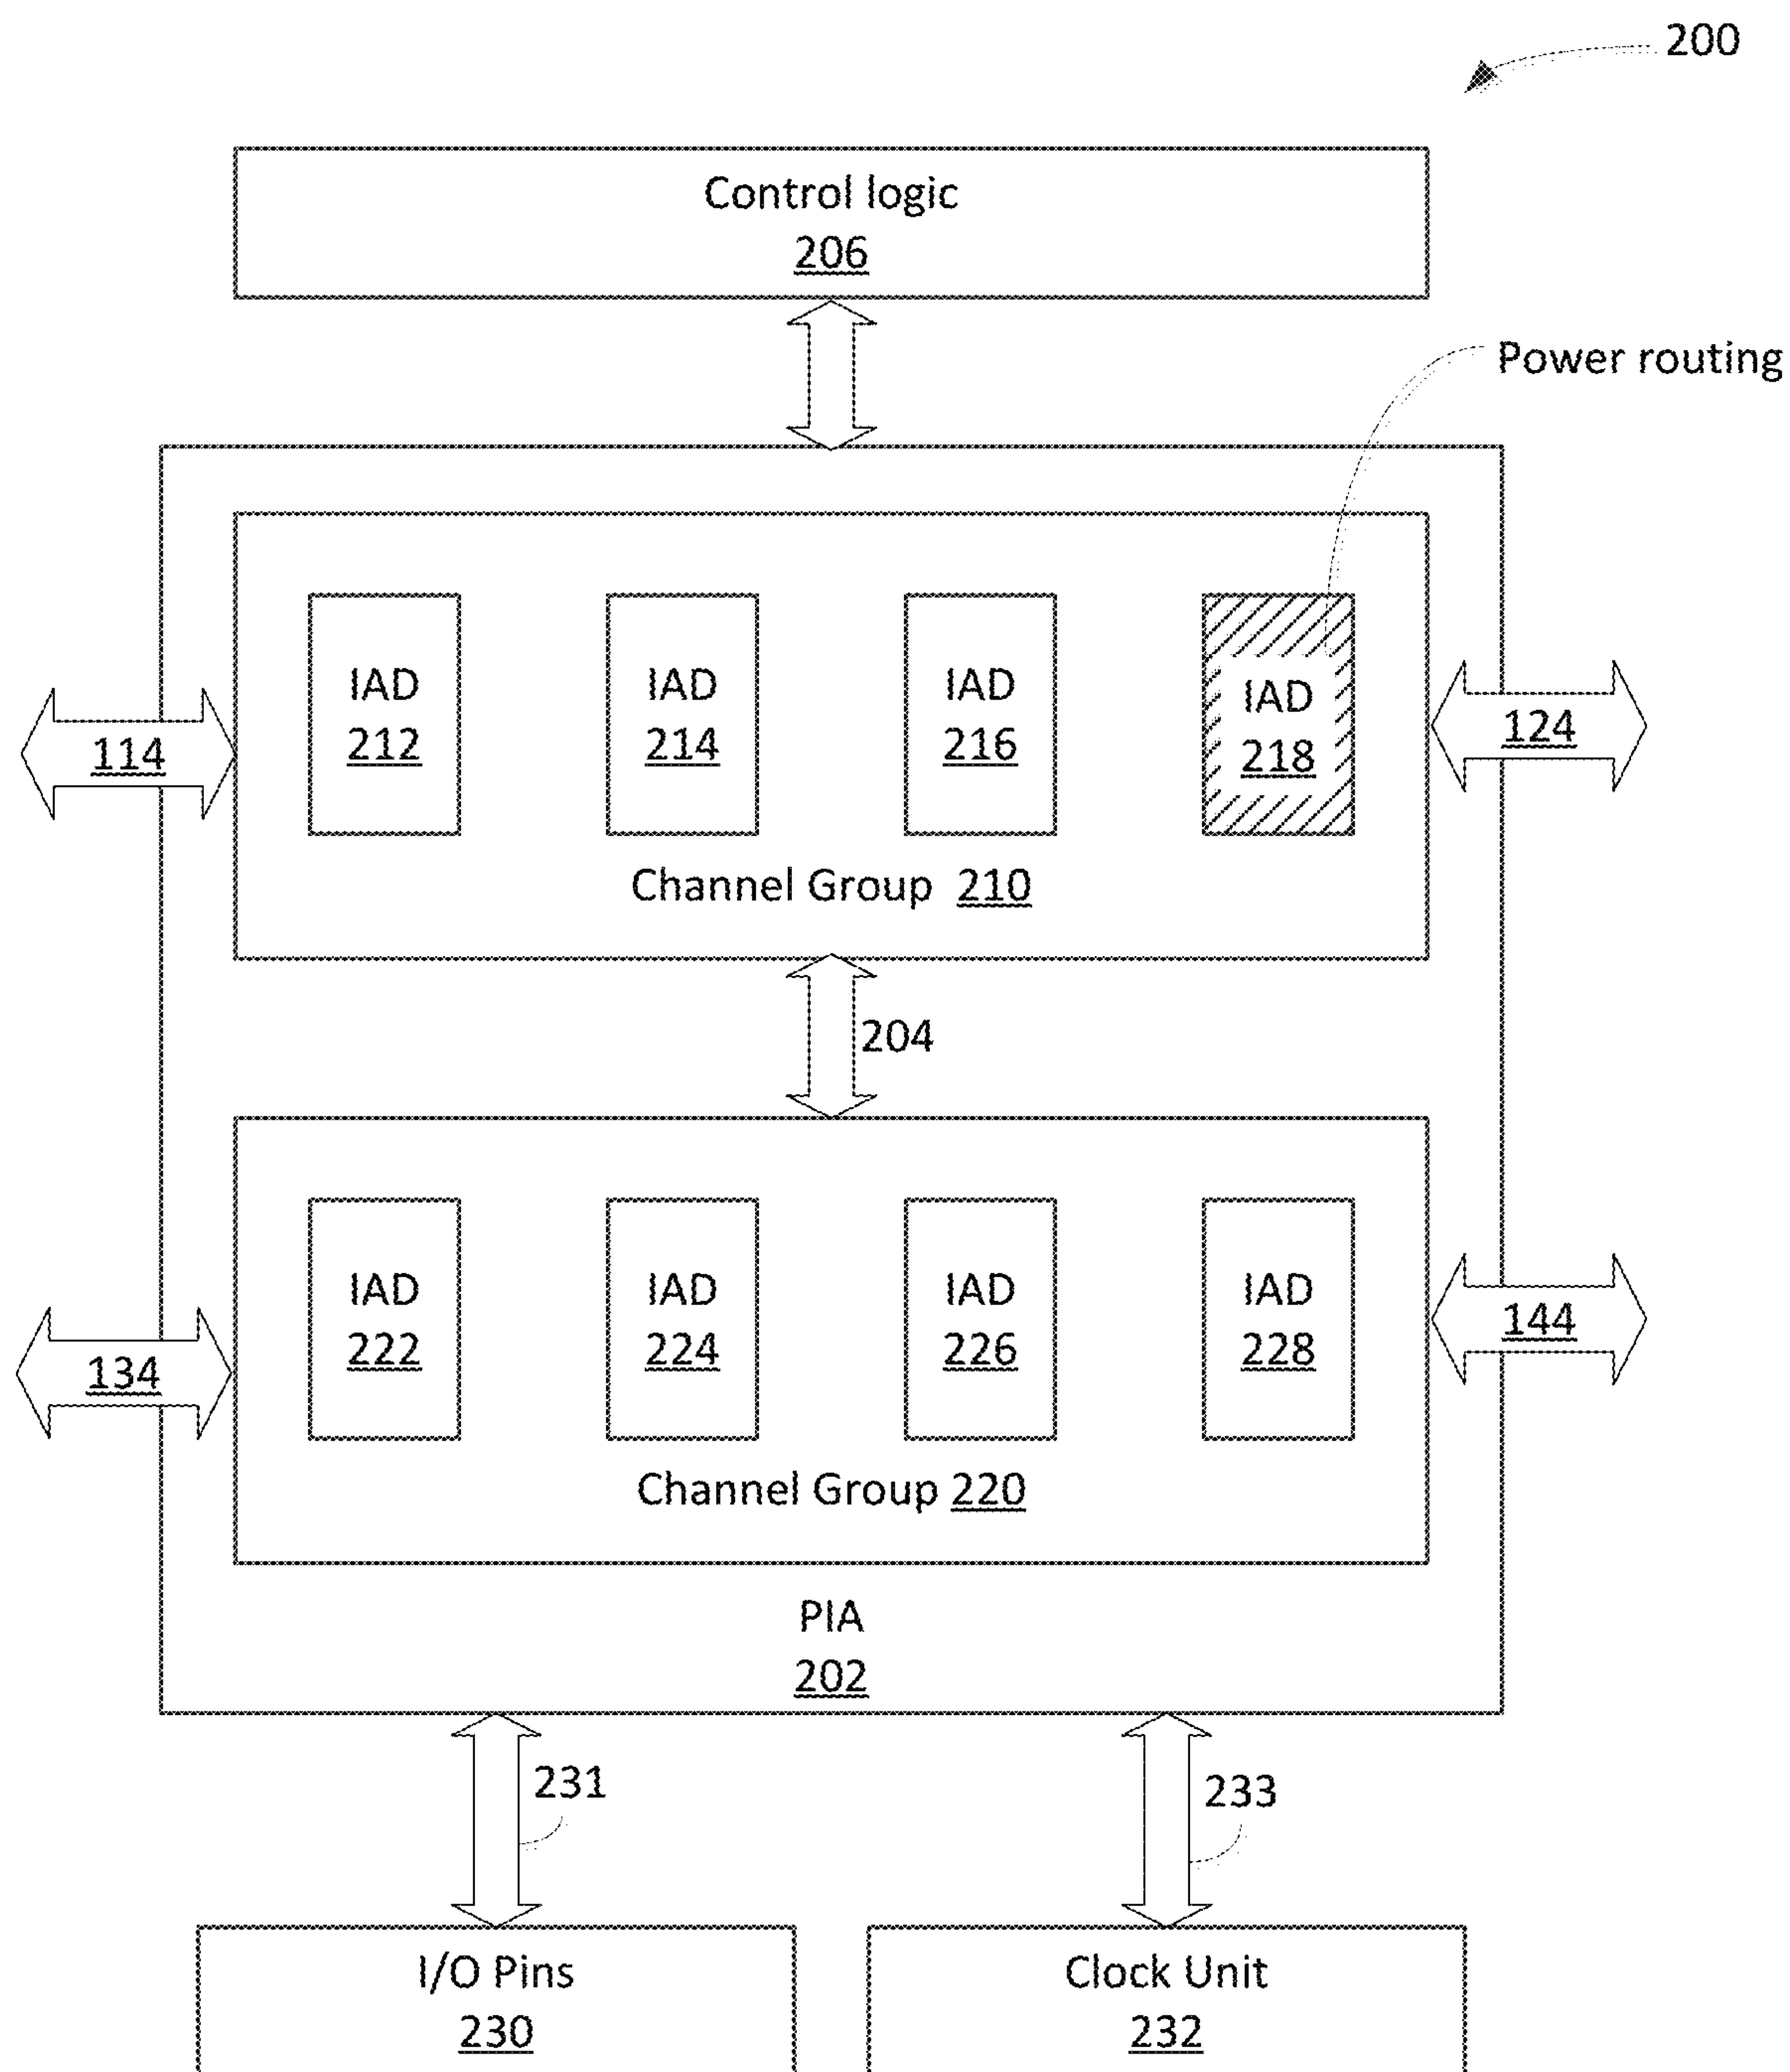 200
Control logic
206
Power routing
IAD
212
IAD
214
IAD
216
IAD
218
114
124
Channel Group 210
204
IAD
222
IAD
224
IAD
226
IAD
228
134
144
Channel Group 220
PIA
202
231
233
I/O Pins
230
Clock Unit
232